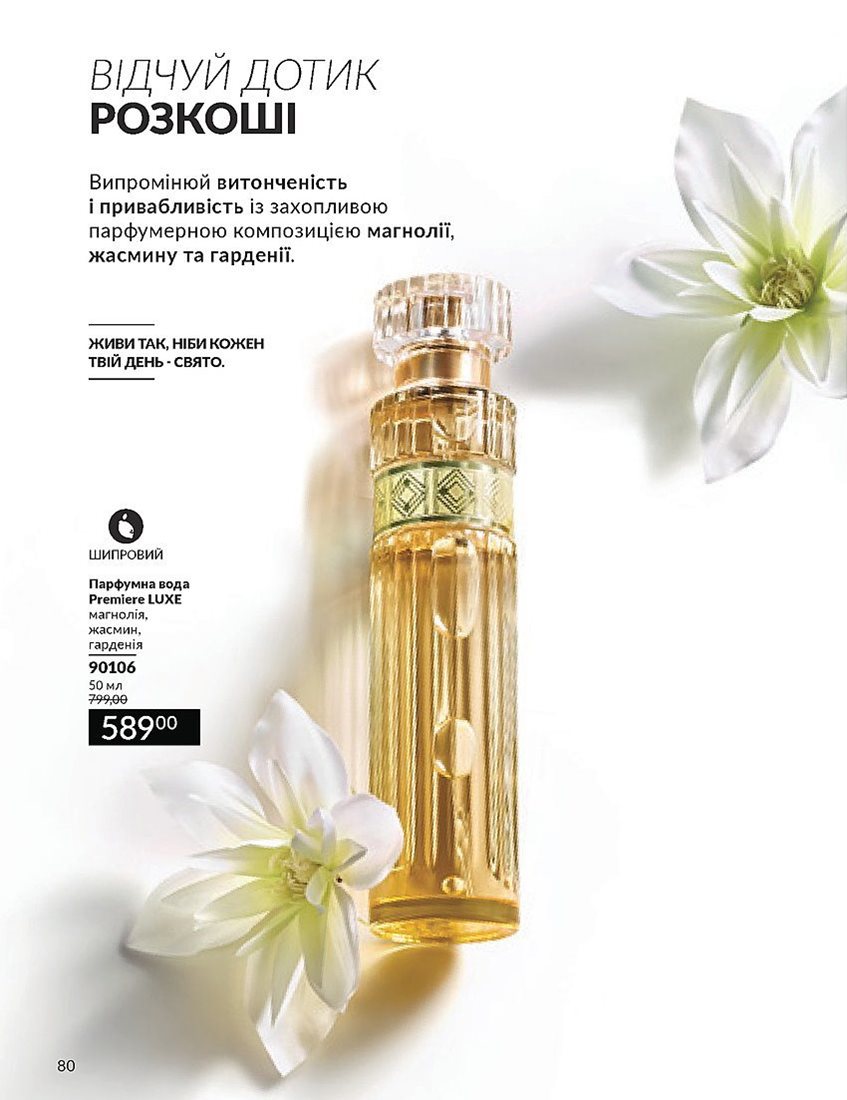 ВІДЧУЙ ДОТИК
РОЗКОШІ
Випромінюй витонченість
і привабливість із захопливою
парфумерною композицією магнолії,
жасмину та гарденії.
ЖИВИ ТАК, НІБИ КОЖЕН
ТВІЙ ДЕНЬ - СВЯТО.
ШИПРОВИЙ
Парфумна вода
Premiere LUXE
магнолія,
жасмин,
гарденія
90106
50 мл
799,00
589⁰⁰
80